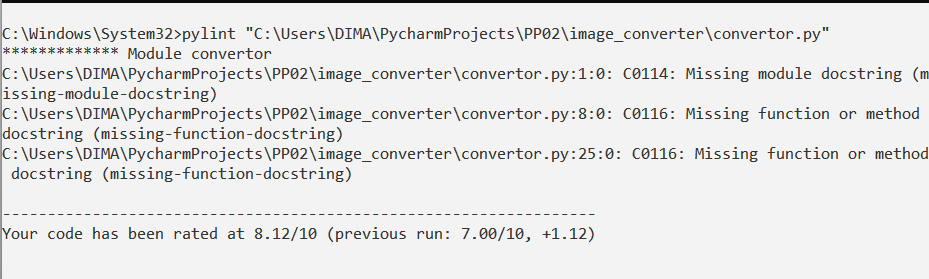 C:\Windows\System32>pylint "C:\Users\DIMA\PycharmProjects\PP02\image_converter\convertor.py"
************* Module convertor
C:\Users\DIMA\PycharmProjects\PP02\image_converter\convertor.py:1:0: C0114: Missing module docstring (m
issing-module-docstring)
C:\Users\DIMA\PycharmProjects\PP02\image_converter\convertor.py:8:0: C0116: Missing function or method
docstring (missing-function-docstring)
C:\Users\DIMA\PycharmProjects\PP02\image_converter\convertor.py:25:0: C0116: Missing function or method
 docstring (missing-function-docstring)
------------------------------------------------------------------
Your code has been rated at 8.12/10 (previous run: 7.00/10, +1.12)